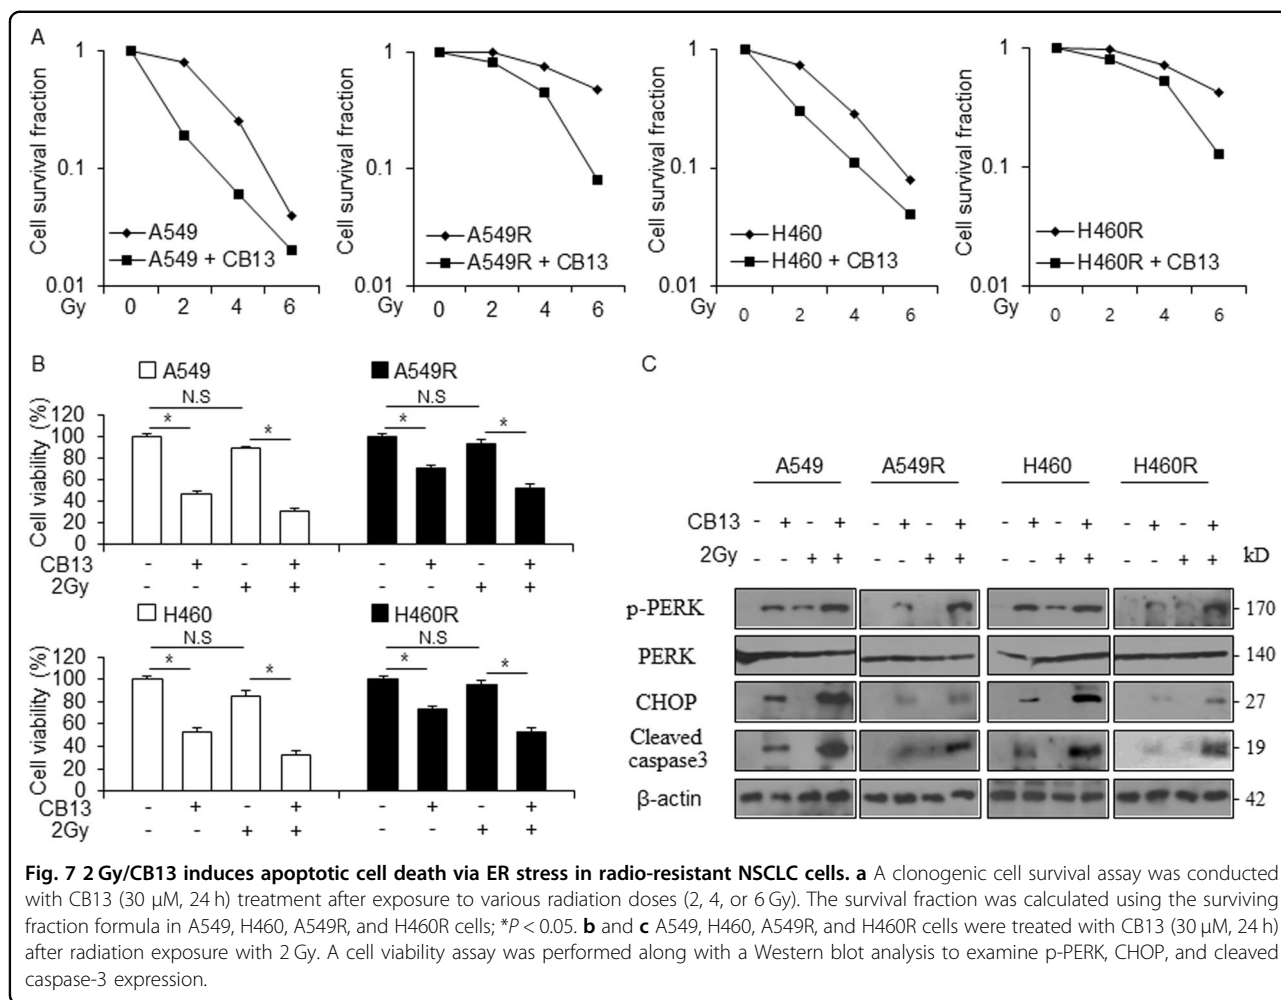 A
1
0.1
0.01
Cell survival fraction
A549
A549 + CB13
Gy
0 2 4 6
1
0.1
0.01
Cell survival fraction
A549R
A549R + CB13
0 2 4 6
1
0.1
0.01
Cell survival fraction
H460
H460 + CB13
0 2 4 6
1
0.1
0.01
Cell survival fraction
H460R
H460R + CB13
0 2 4 6
B
A549 A549R
N.S N.S
* * * *
Cell viability (%)
120
100
80
60
40
20
0
CB13 - + - + - + - +
2Gy - - + + - - + +
H460 H460R
N.S N.S
* * * *
Cell viability (%)
120
100
80
60
40
20
0
CB13 - + - + - + - +
2Gy - - + + - - + +
C
A549 A549R H460 H460R
CB13 - + - + - + - + - + - + - + - +
2Gy - - + + - - + + - - + + - - + + kD
p-PERK - 170
PERK - 140
CHOP - 27
Cleaved
caspase3 - 19
β-actin - 42
Fig. 7 2 Gy/CB13 induces apoptotic cell death via ER stress in radio-resistant NSCLC cells. a A clonogenic cell survival assay was conducted
with CB13 (30 μM, 24 h) treatment after exposure to various radiation doses (2, 4, or 6 Gy). The survival fraction was calculated using the surviving
fraction formula in A549, H460, A549R, and H460R cells; *P < 0.05. b and c A549, H460, A549R, and H460R cells were treated with CB13 (30 μM, 24 h)
after radiation exposure with 2 Gy. A cell viability assay was performed along with a Western blot analysis to examine p-PERK, CHOP, and cleaved
caspase-3 expression.